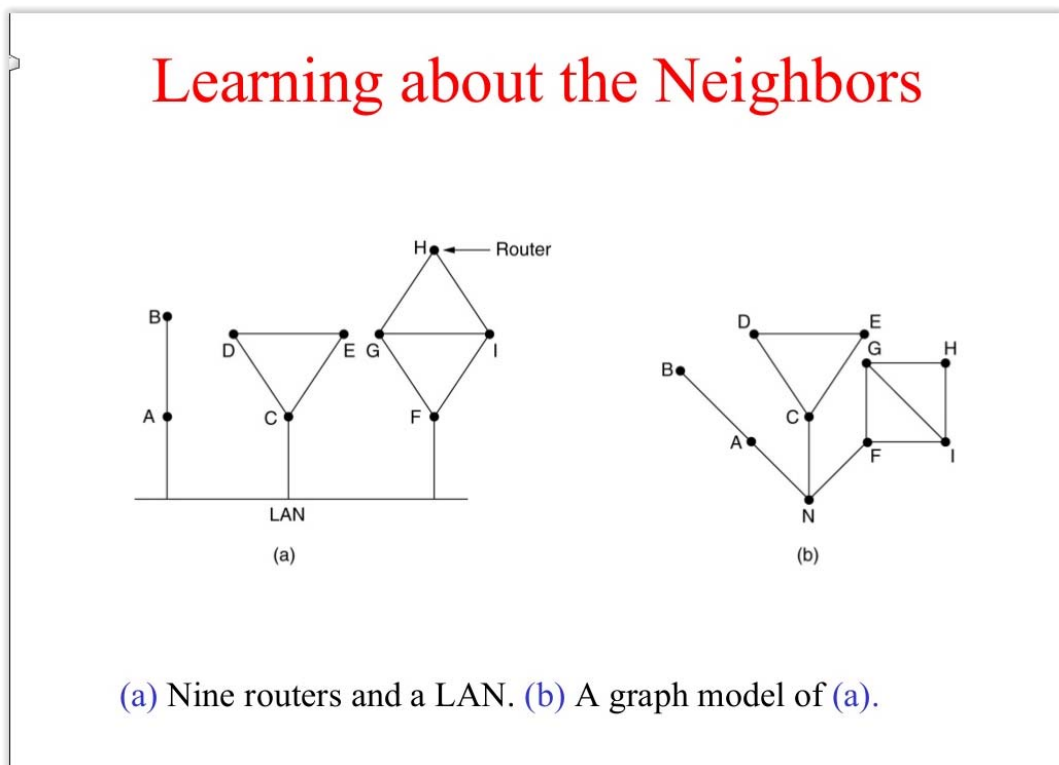 Learning about the Neighbors
H
Router
B
D
E G
I
A
C
F
LAN
(a)
D
E
G
H
B
C
A
F
I
N
(b)
(a) Nine routers and a LAN. (b) A graph model of (a).